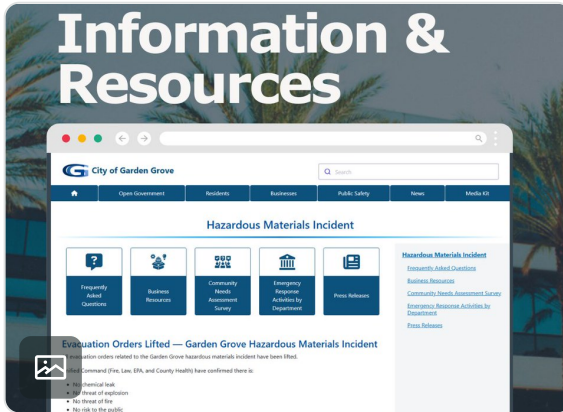 Information &
Resources
City of Garden Grove
Search
Open Government
Residents
Businesses
Public Safety
News
Media Kit
Hazardous Materials Incident
Frequently
Asked
Questions
Business
Resources
Community
Needs
Assessment
Survey
Emergency
Response
Activities by
Department
Press Releases
Hazardous Materials Incident
Frequently Asked Questions
Business Resources
Community Needs Assessment Survey
Emergency Response Activities by
Department
Press Releases
Evacuation Orders Lifted — Garden Grove Hazardous Materials Incident
evacuation orders related to the Garden Grove hazardous materials incident have been lifted.
Command (Fire, Law, EPA, and County Health) have confirmed there is:
No chemical leak
No threat of explosion
No threat of fire
No risk to the public